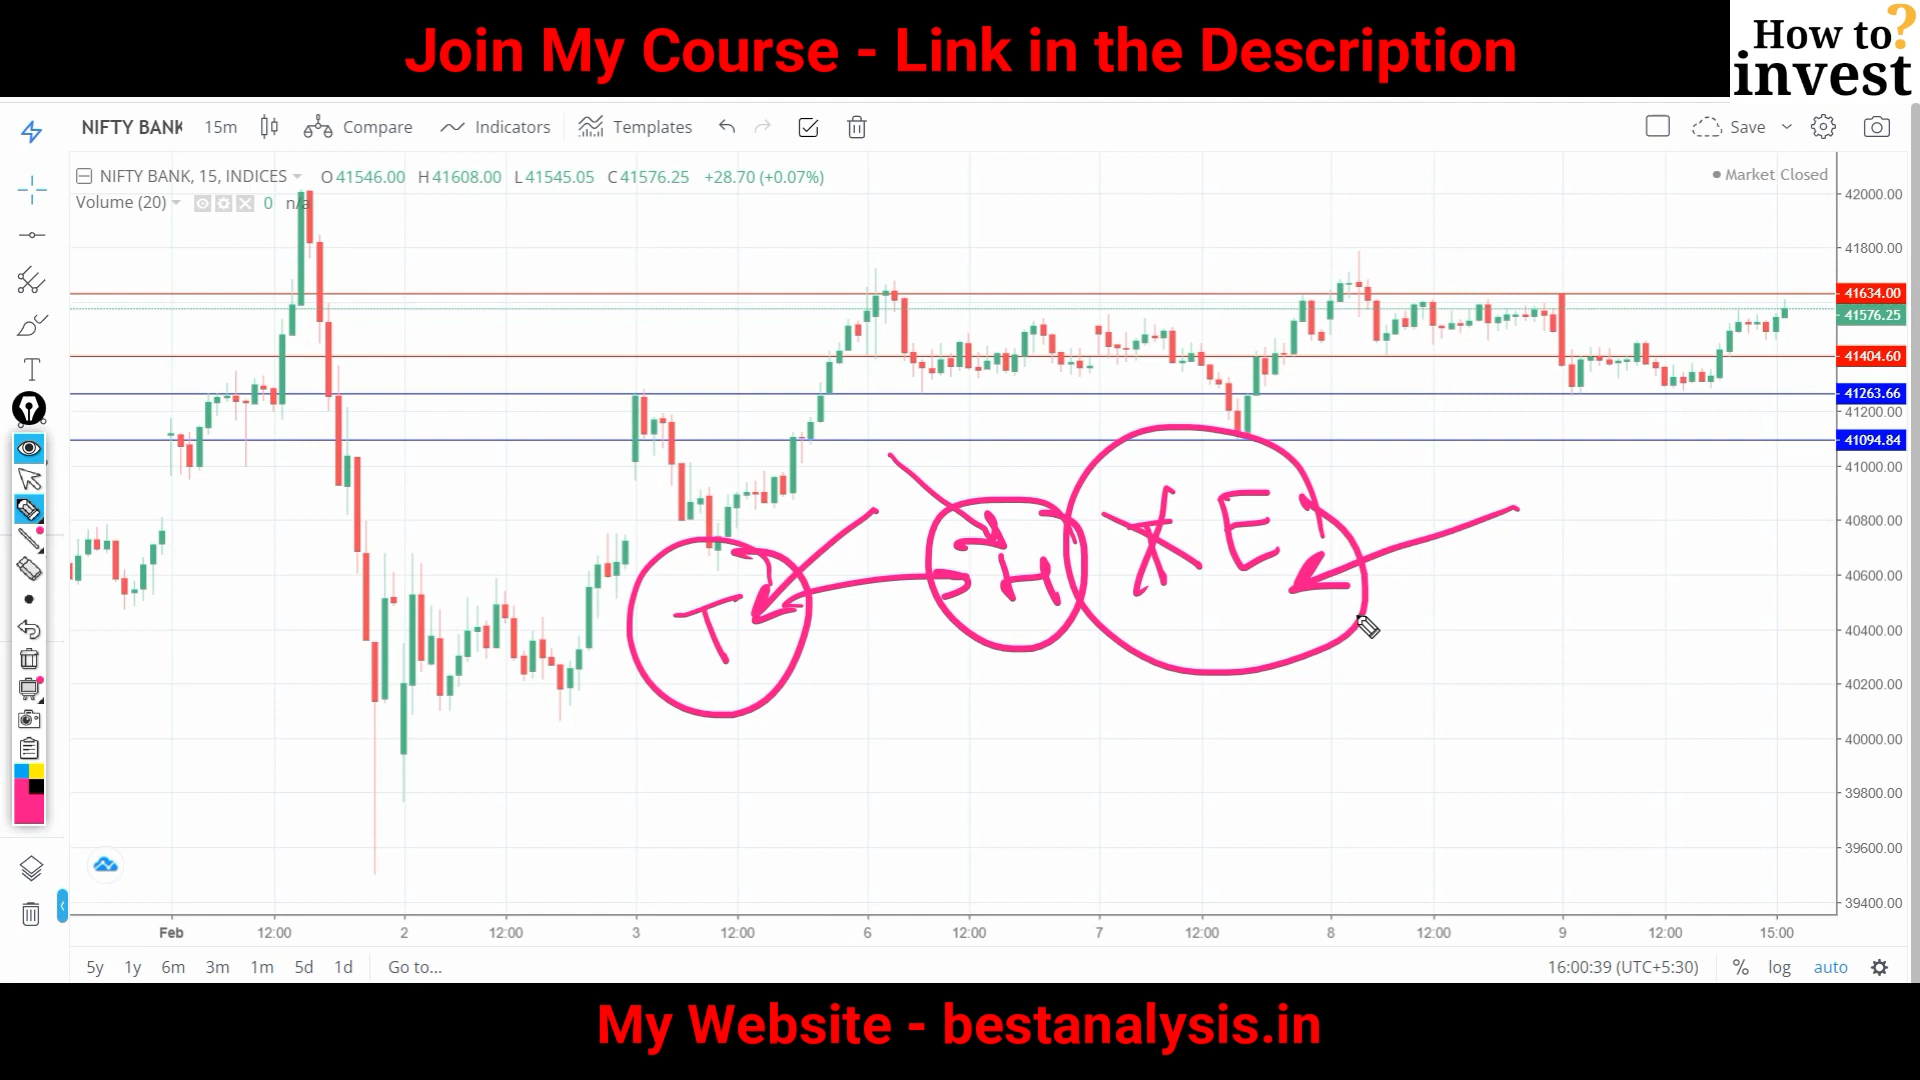 Join My Course - Link in the Description
How to?
invest
NIFTY BANK 15m Compare Indicators Templates Save
NIFTY BANK, 15, INDICES O41546.00 H41608.00 L41545.05 C41576.25 +28.70 (+0.07%)
Market Closed
Volume (20) 0 n/a
42000.00
41800.00
41634.00
41576.25
41404.60
41263.66
41200.00
41094.84
41000.00
40800.00
40600.00
40400.00
40200.00
40000.00
39800.00
39600.00
39400.00
T H X E
Feb 12:00 2 12:00 3 12:00 6 12:00 7 12:00 8 12:00 9 12:00 15:00
5y 1y 6m 3m 1m 5d 1d Go to... 16:00:39 (UTC+5:30) % log auto
My Website - bestanalysis.in